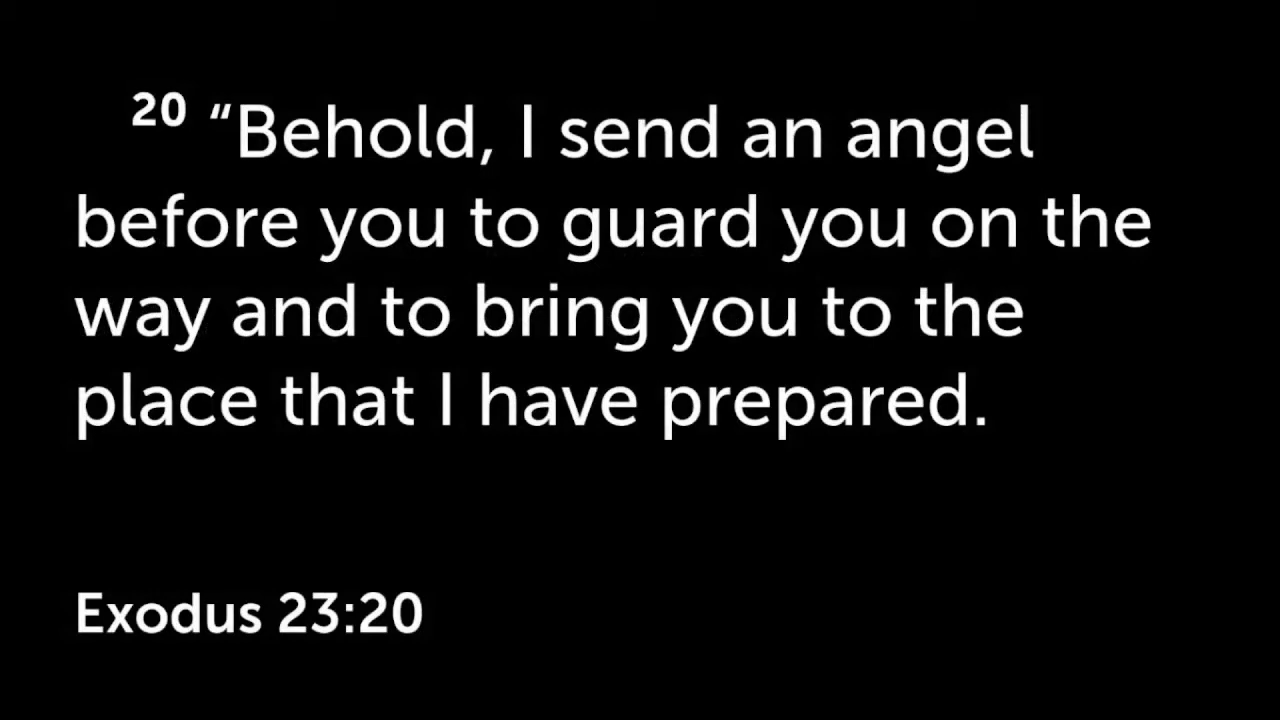 20 “Behold, I send an angel
before you to guard you on the
way and to bring you to the
place that I have prepared.
Exodus 23:20